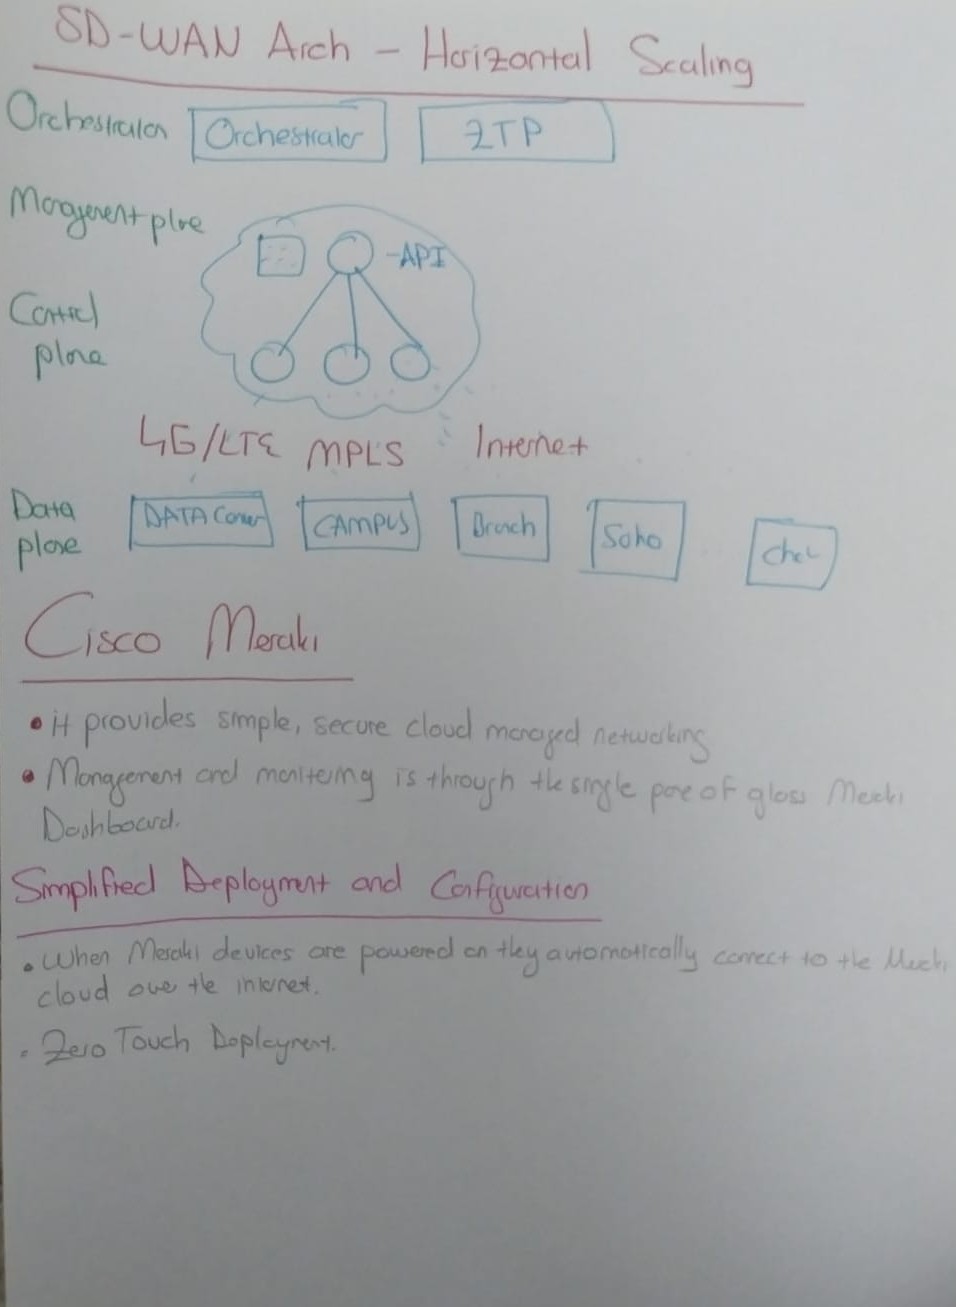 SD-WAN Arch - Horizontal Scaling
Orchestration Orchestrator ZTP
Management plane
-API
Control
plane
4G/LTE MPLS Internet
Data
plane
DATA Center CAMPUS Branch Soho
Cisco Meraki
• it provides simple, secure cloud managed networking
• Management and monitoring is through the single pane of glass Meraki
Dashboard.
Simplified Deployment and Configuration
• When Meraki devices are powered on they automatically connect to the Meraki
cloud over the internet.
• Zero Touch Deployment.